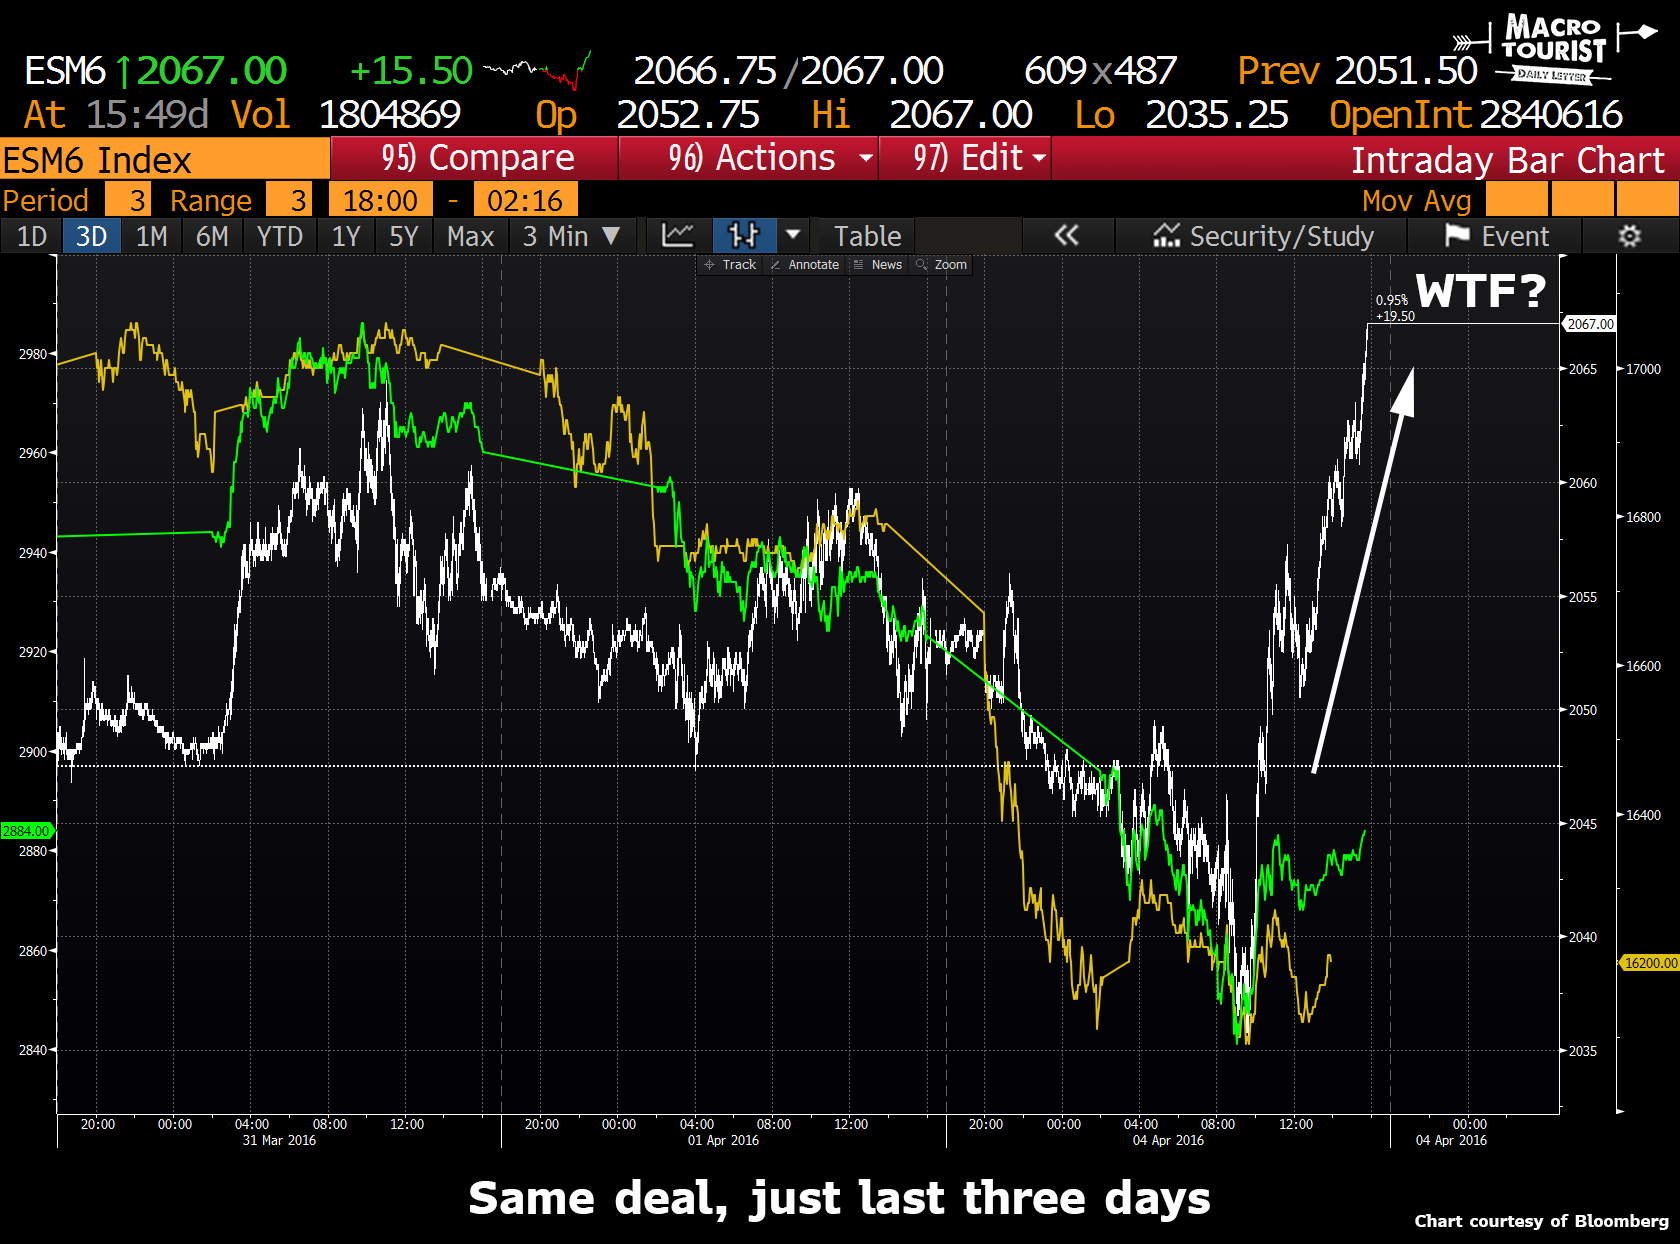 MACRO
TOURIST
DAILY LETTER
ESM6 ↑2067.00 +15.50 2066.75/2067.00 609x487 Prev 2051.50
At 15:49d Vol 1804869 Op 2052.75 Hi 2067.00 Lo 2035.25 OpenInt 2840616
ESM6 Index 95) Compare 96) Actions 97) Edit Intraday Bar Chart
Period 3 Range 3 18:00 - 02:16 Mov Avg
1D 3D 1M 6M YTD 1Y 5Y Max 3 Min ▼ Table « Security/Study Event
Track Annotate News Zoom
WTF?
0.95%
+19.50
2067.00
2980
2960
2940
2920
2900
2884.00
2880
2860
2840
2065
2060
2055
2050
2045
2040
2035
17000
16800
16600
16400
16200.00
20:00 00:00 04:00 08:00 12:00 20:00 00:00 04:00 08:00 12:00 20:00 00:00 04:00 08:00 12:00 00:00
31 Mar 2016 01 Apr 2016 04 Apr 2016 04 Apr 2016
Same deal, just last three days
Chart courtesy of Bloomberg